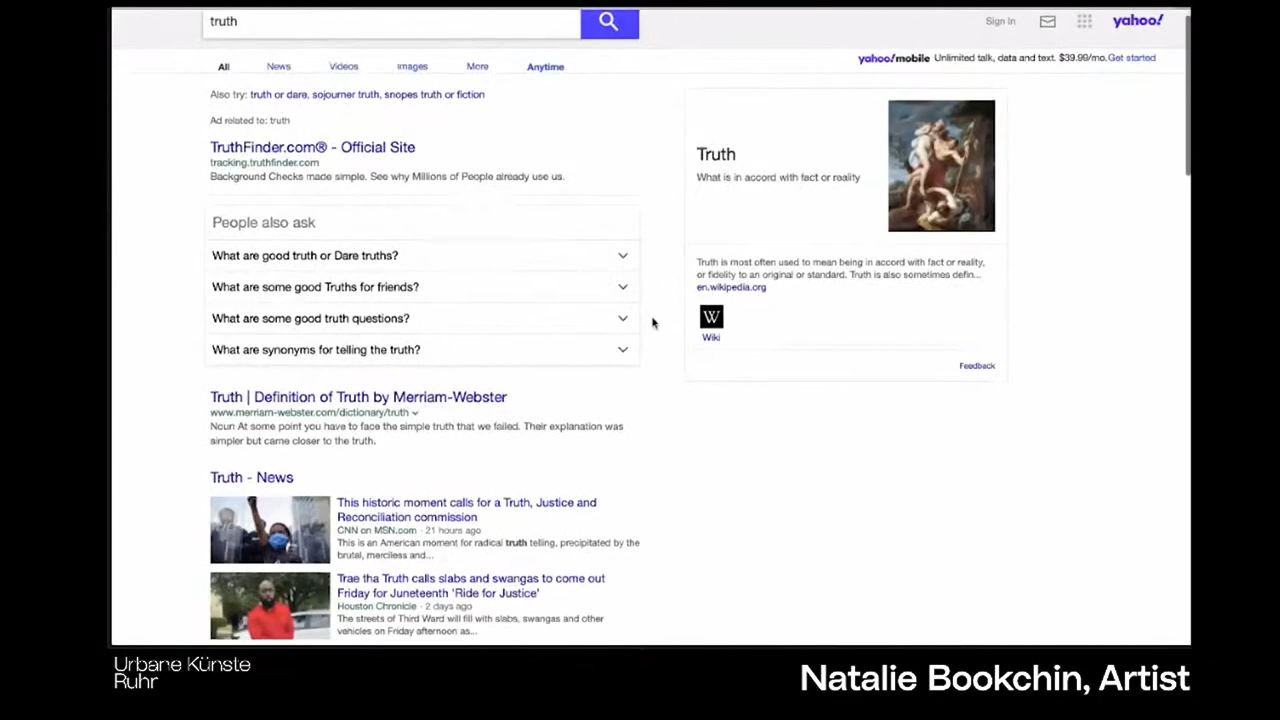 truth
Sign In
yahoo!
All
News
Videos
Images
More
Anytime
yahoo!mobile Unlimited talk, data and text. $39.99/mo. Get started
Also try: truth or dare, sojourner truth, snopes truth or fiction
Ad related to: truth
TruthFinder.com® - Official Site
tracking.truthfinder.com
Background Checks made simple. See why Millions of People already use us.
People also ask
What are good truth or Dare truths?
What are some good Truths for friends?
What are some good truth questions?
What are synonyms for telling the truth?
Truth | Definition of Truth by Merriam-Webster
www.merriam-webster.com/dictionary/truth
Noun At some point you have to face the simple truth that we failed. Their explanation was
simpler but came closer to the truth.
Truth - News
This historic moment calls for a Truth, Justice and
Reconciliation commission
CNN on MSN.com · 21 hours ago
This is an American moment for radical truth telling, precipitated by the
brutal, merciless and...
Trae tha Truth calls slabs and swangas to come out
Friday for Juneteenth 'Ride for Justice'
Houston Chronicle · 2 days ago
The streets of Third Ward will fill with slabs, swangas and other
vehicles on Friday afternoon as...
Truth
What is in accord with fact or reality
Truth is most often used to mean being in accord with fact or reality,
or fidelity to an original or standard. Truth is also sometimes defin...
en.wikipedia.org
W
Wiki
Feedback
Urbane Künste
Ruhr
Natalie Bookchin, Artist